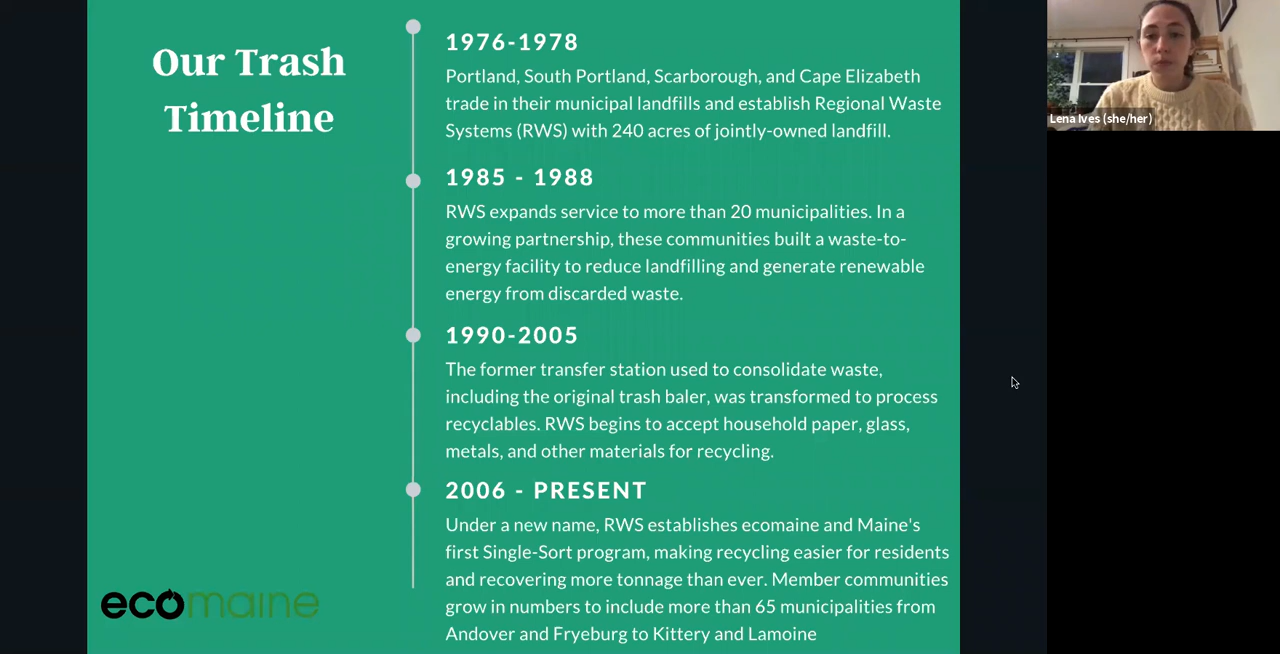 Our Trash
Timeline
1976-1978
Portland, South Portland, Scarborough, and Cape Elizabeth
trade in their municipal landfills and establish Regional Waste
Systems (RWS) with 240 acres of jointly-owned landfill.
1985 - 1988
RWS expands service to more than 20 municipalities. In a
growing partnership, these communities built a waste-to-
energy facility to reduce landfilling and generate renewable
energy from discarded waste.
1990-2005
The former transfer station used to consolidate waste,
including the original trash baler, was transformed to process
recyclables. RWS begins to accept household paper, glass,
metals, and other materials for recycling.
2006 - PRESENT
Under a new name, RWS establishes ecomaine and Maine's
first Single-Sort program, making recycling easier for residents
and recovering more tonnage than ever. Member communities
grow in numbers to include more than 65 municipalities from
Andover and Fryeburg to Kittery and Lamoine
ecomaine
Lena Ives (she/her)